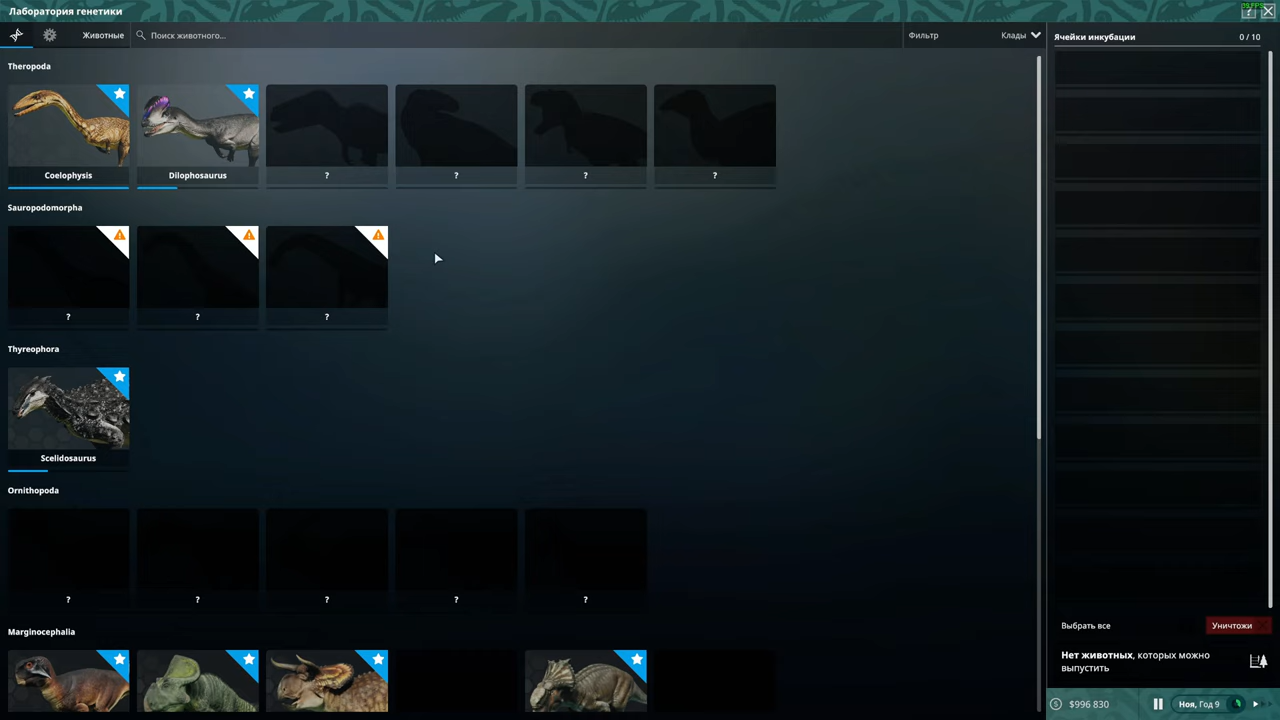 Лаборатория генетики
Животные
Поиск животного...
Фильтр
Клады
Ячейки инкубации
0 / 10
Theropoda
Coelophysis
Dilophosaurus
?
?
?
?
Sauropodomorpha
?
?
?
Thyreophora
Scelidosaurus
Ornithopoda
?
?
?
?
?
Marginocephalia
Выбрать все
Уничтожи
Нет животных, которых можно
выпустить
$996 830
Ноя, Год 9